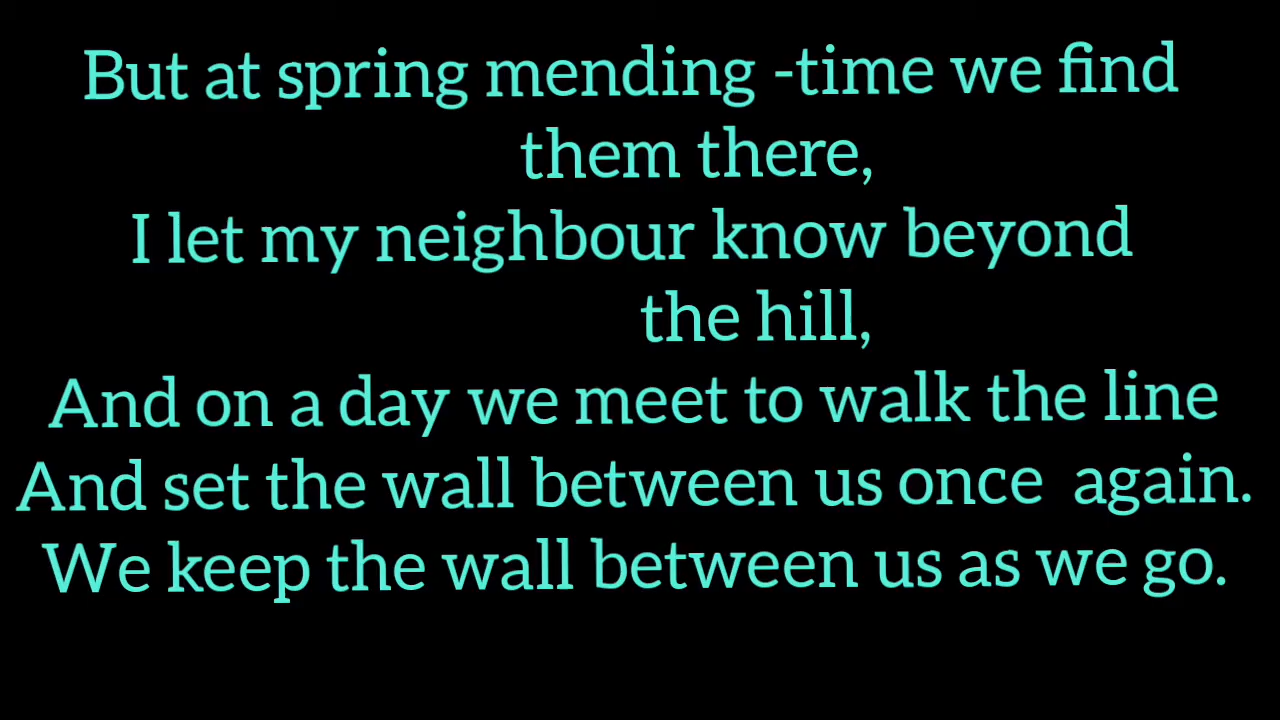 But at spring mending -time we find
them there,
I let my neighbour know beyond
the hill,
And on a day we meet to walk the line
And set the wall between us once again.
We keep the wall between us as we go.